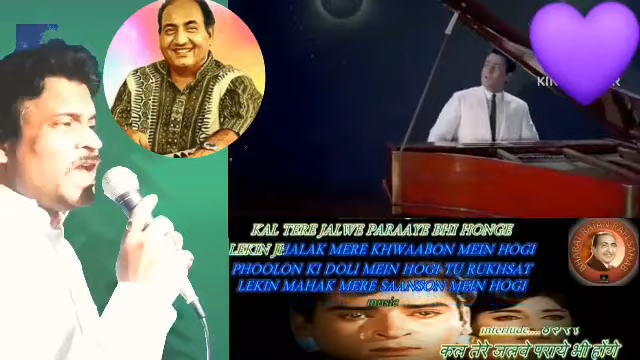 KAL TERE JALWE PARAAYE BHI HONGE
LEKIN JHALAK MERE KHWAABON MEIN HOGI
PHOOLON KI DOLI MEIN HOGI TU RUKHSAT
LEKIN MAHAK MERE SAANSON MEIN HOGI
music
interlude....
कल तेरे जलवे पराये भी होंगे